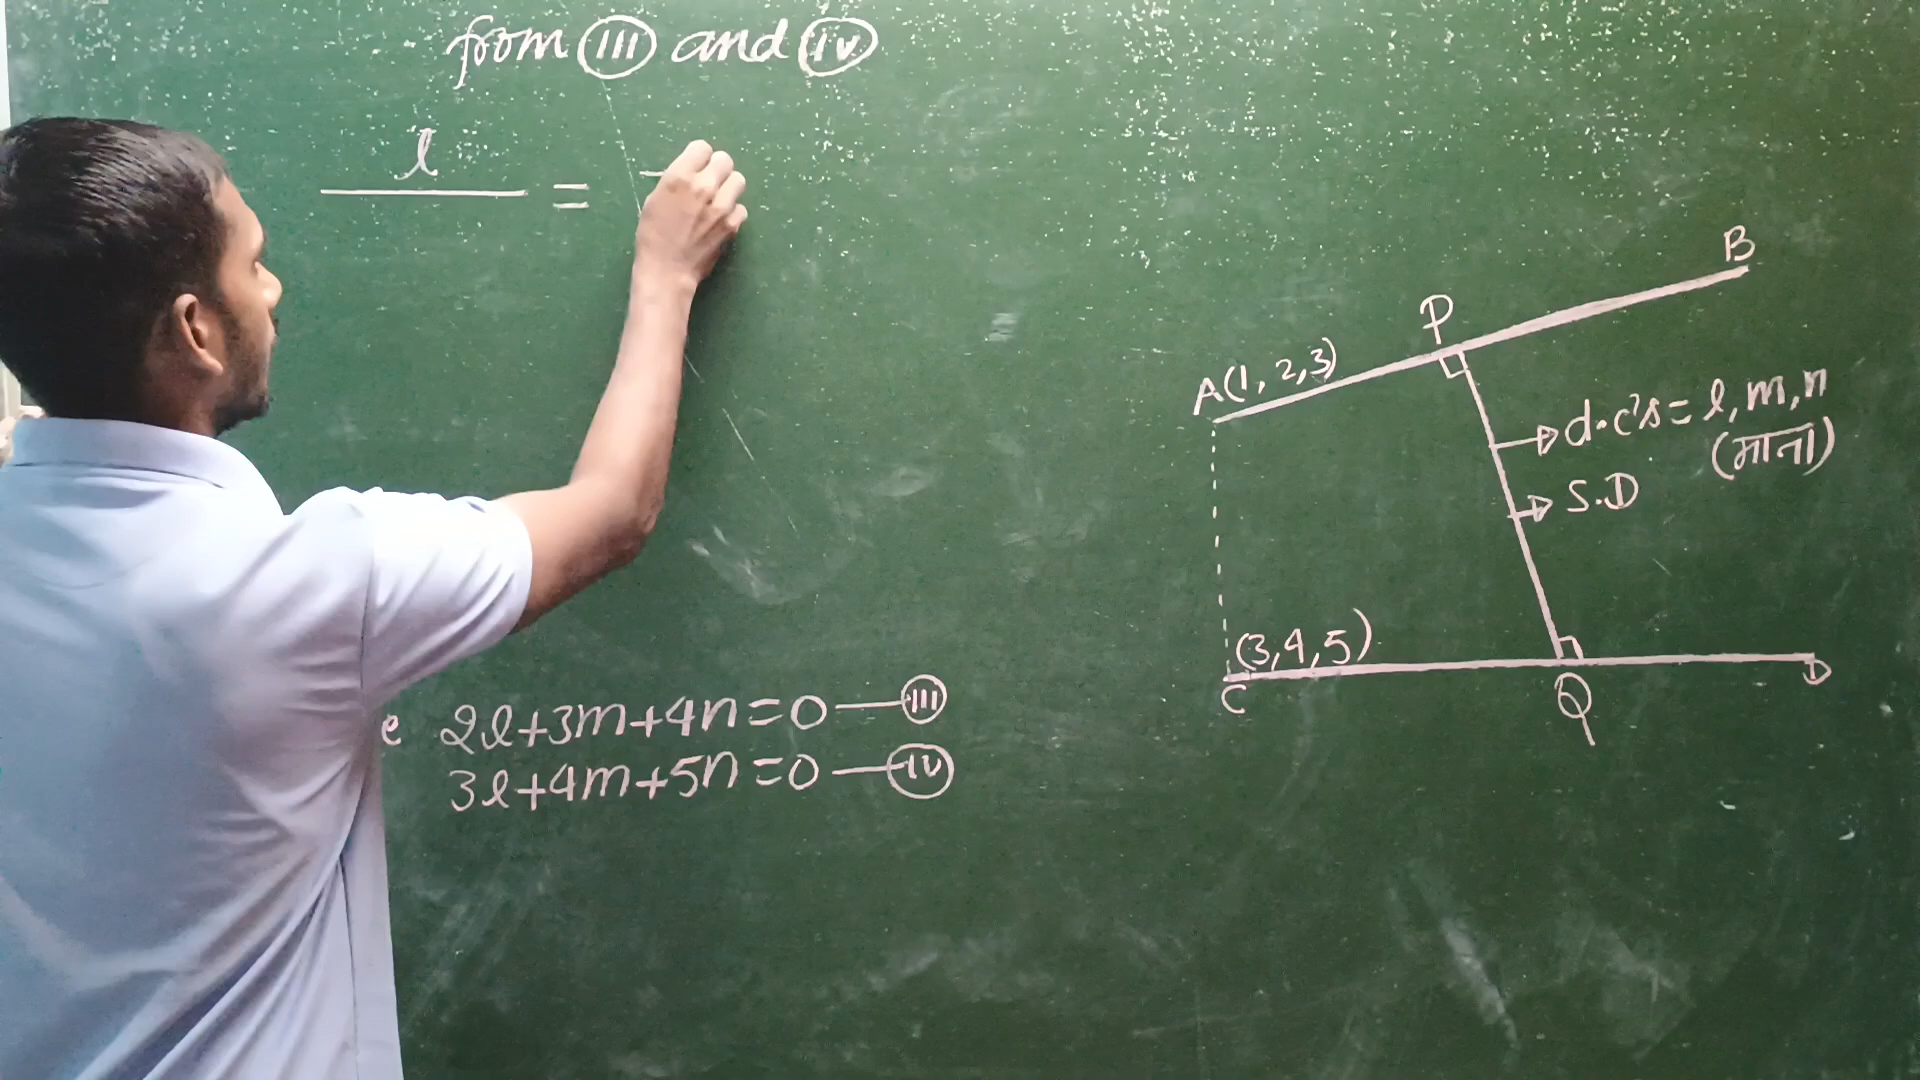 from (III) and (IV)
l =
B
P
A(1, 2, 3)
d.c's = l, m, n
(माना)
S.D
(3, 4, 5)
C
Q
D
e 2l+3m+4n=0 — (III)
3l+4m+5n=0 — (IV)